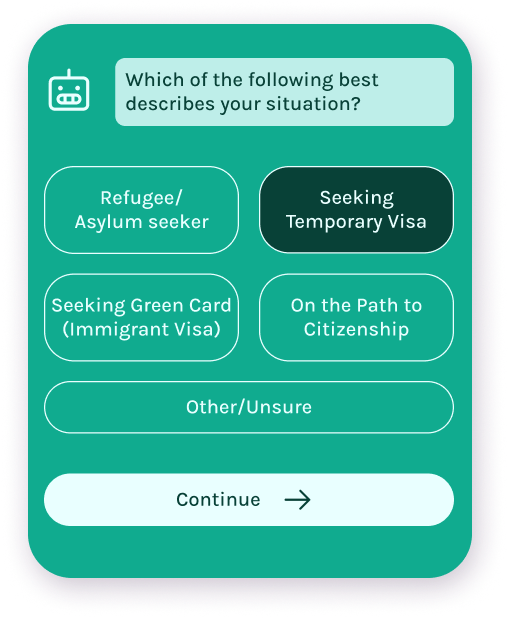 Which of the following best
describes your situation?
Refugee/
Asylum seeker
Seeking
Temporary Visa
Seeking Green Card
(Immigrant Visa)
On the Path to
Citizenship
Other/Unsure
Continue